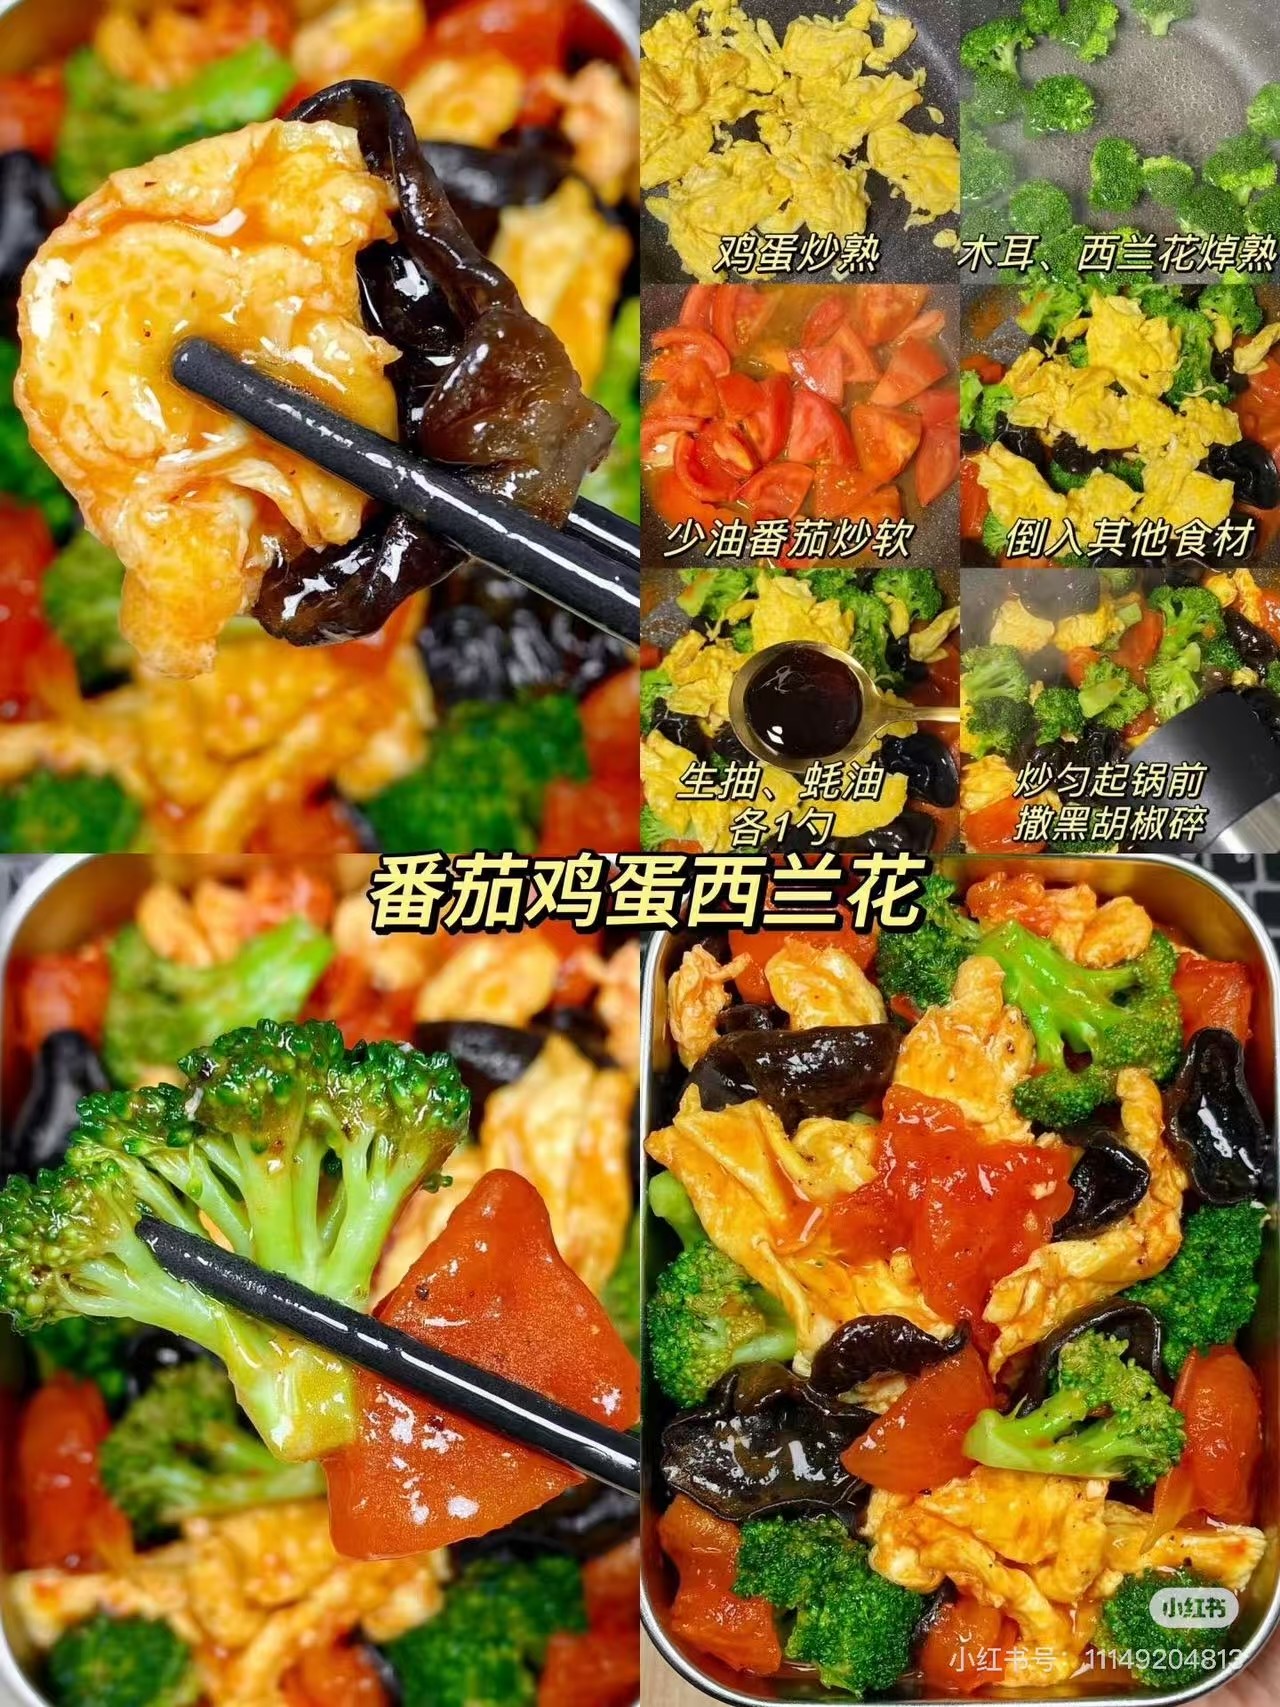 鸡蛋炒熟
木耳、西兰花焯熟
少油番茄炒软
倒入其他食材
生抽、蚝油
各1勺
炒匀起锅前
撒黑胡椒碎
番茄鸡蛋西兰花
小红书
小红书号：11149204813